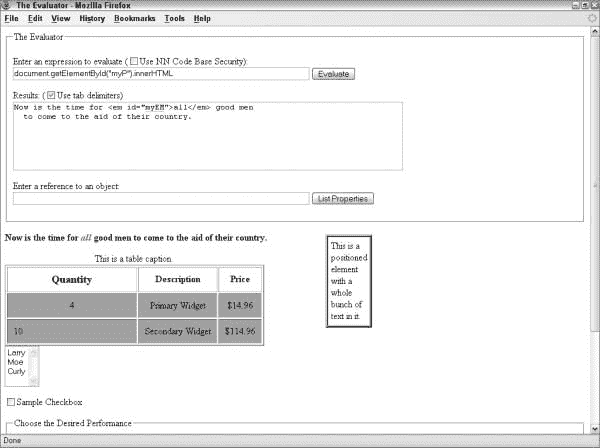 The Evaluator - Mozilla Firefox
File Edit View History Bookmarks Tools Help
The Evaluator
Enter an expression to evaluate ( Use NN Code Base Security):
document.getElementById("myP").innerHTML Evaluate
Results: ( Use tab delimiters)
Now is the time for <em id="myEM">all</em> good men
to come to the aid of their country.
Enter a reference to an object:
List Properties
Now is the time for all good men to come to the aid of their country.
This is a table caption.
Quantity Description Price
4 Primary Widget $14.96
10 Secondary Widget $114.96
This is a
positioned
element
with a
whole
bunch of
text in it.
Larry
Moe
Curly
Sample Checkbox
Choose the Desired Performance
Done